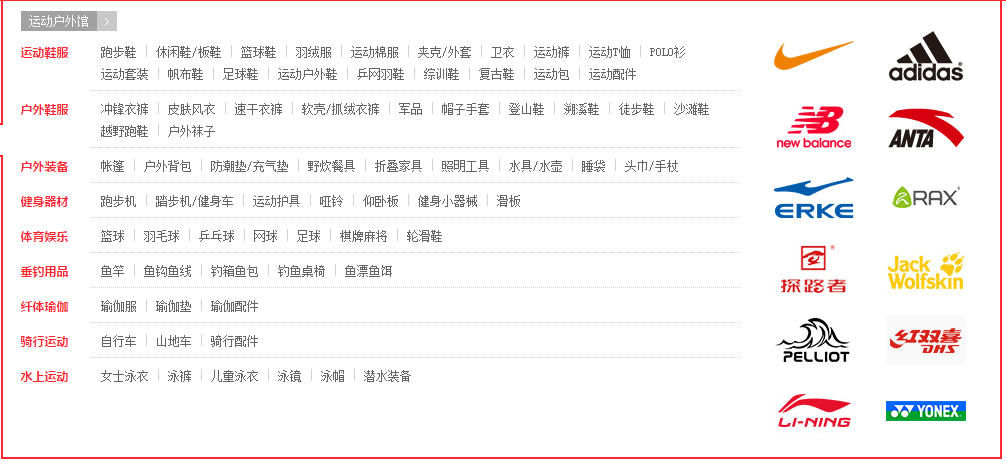 运动户外馆 >
运动鞋服 跑步鞋 休闲鞋/板鞋 篮球鞋 羽绒服 运动棉服 夹克/外套 卫衣 运动裤 运动T恤 POLO衫
运动套装 帆布鞋 足球鞋 运动户外鞋 乒网羽鞋 综训鞋 复古鞋 运动包 运动配件
户外鞋服 冲锋衣裤 皮肤风衣 速干衣裤 软壳/抓绒衣裤 军品 帽子手套 登山鞋 溯溪鞋 徒步鞋 沙滩鞋
越野跑鞋 户外袜子
户外装备 帐篷 户外背包 防潮垫/充气垫 野炊餐具 折叠家具 照明工具 水具/水壶 睡袋 头巾/手杖
健身器材 跑步机 踏步机/健身车 运动护具 哑铃 仰卧板 健身小器械 滑板
体育娱乐 篮球 羽毛球 乒乓球 网球 足球 棋牌麻将 轮滑鞋
垂钓用品 鱼竿 鱼钩鱼线 钓箱鱼包 钓鱼桌椅 鱼漂鱼饵
纤体瑜伽 瑜伽服 瑜伽垫 瑜伽配件
骑行运动 自行车 山地车 骑行配件
水上运动 女士泳衣 泳裤 儿童泳衣 泳镜 泳帽 潜水装备
adidas
NB
new balance
ANTA
ERKE
RAX
探路者
Jack Wolfskin
PELLIOT
红双喜
DHS
LI-NING
YONEX